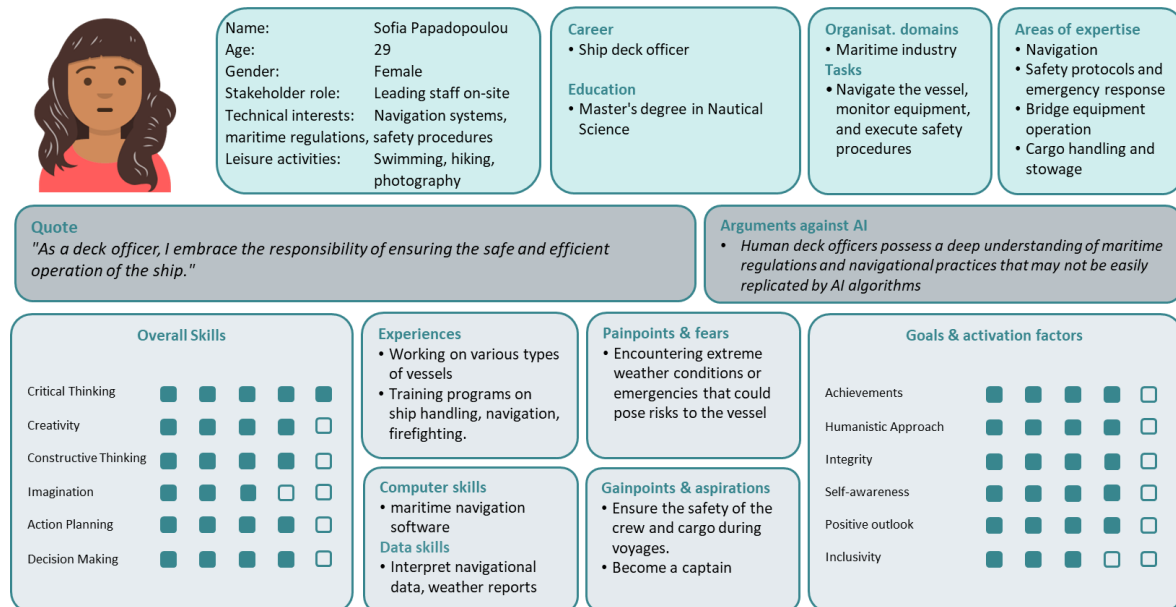 Name: Sofia Papadopoulou
Age: 29
Gender: Female
Stakeholder role: Leading staff on-site
Technical interests: Navigation systems,
maritime regulations, safety procedures
Leisure activities: Swimming, hiking,
photography
Career
• Ship deck officer
Education
• Master's degree in Nautical
Science
Organisat. domains
• Maritime industry
Tasks
• Navigate the vessel,
monitor equipment,
and execute safety
procedures
Areas of expertise
• Navigation
• Safety protocols and
emergency response
• Bridge equipment
operation
• Cargo handling and
stowage
Quote
"As a deck officer, I embrace the responsibility of ensuring the safe and efficient
operation of the ship."
Arguments against AI
• Human deck officers possess a deep understanding of maritime
regulations and navigational practices that may not be easily
replicated by AI algorithms
Overall Skills
Critical Thinking
Creativity
Constructive Thinking
Imagination
Action Planning
Decision Making
Experiences
• Working on various types
of vessels
• Training programs on
ship handling, navigation,
firefighting.
Painpoints & fears
• Encountering extreme
weather conditions or
emergencies that could
pose risks to the vessel
Computer skills
• maritime navigation
software
Data skills
• Interpret navigational
data, weather reports
Gainpoints & aspirations
• Ensure the safety of the
crew and cargo during
voyages.
• Become a captain
Goals & activation factors
Achievements
Humanistic Approach
Integrity
Self-awareness
Positive outlook
Inclusivity